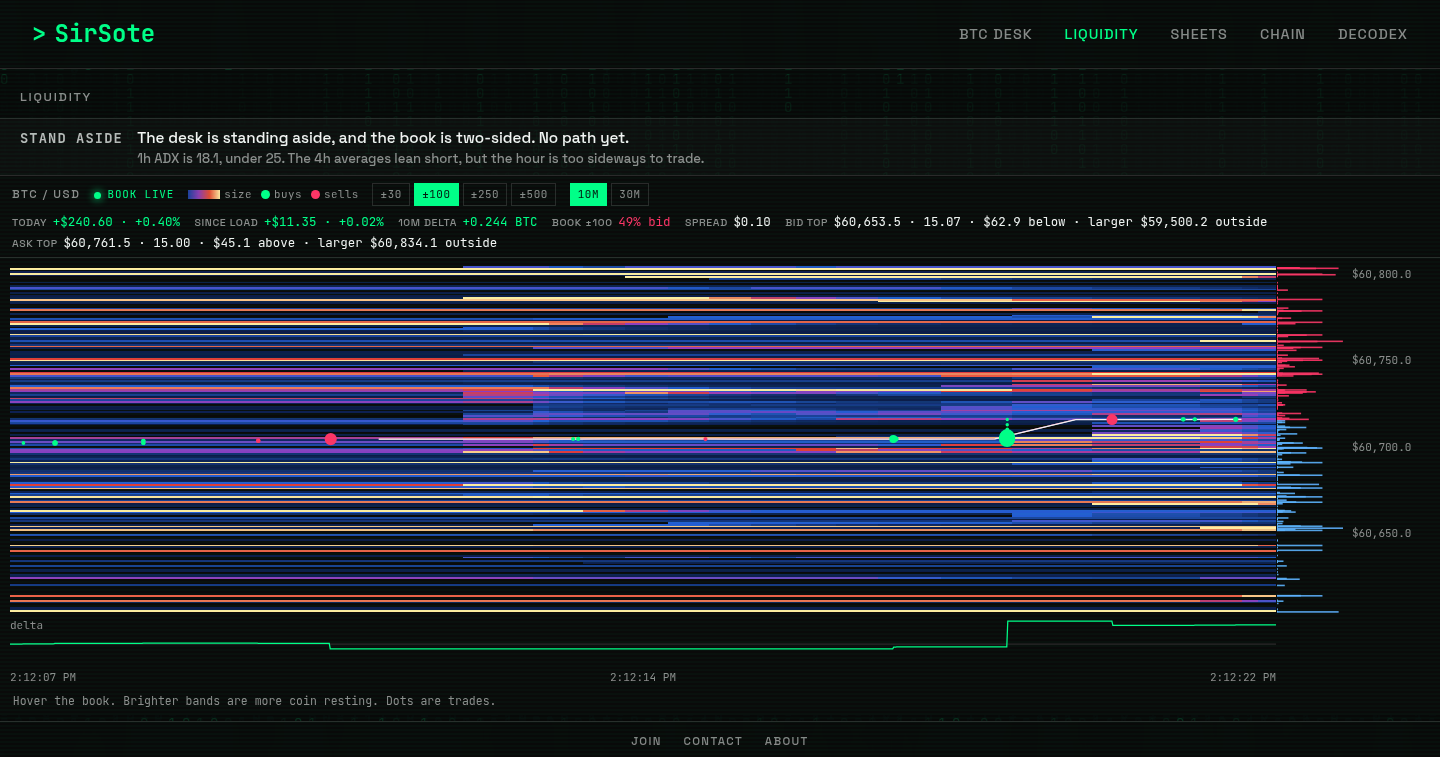 > SirSote
BTC DESK LIQUIDITY SHEETS CHAIN DECODEX
LIQUIDITY
STAND ASIDE The desk is standing aside, and the book is two-sided. No path yet.
1h ADX is 18.1, under 25. The 4h averages lean short, but the hour is too sideways to trade.
BTC / USD BOOK LIVE size buys sells ±30 ±100 ±250 ±500 10M 30M
TODAY +$240.60 · +0.40% SINCE LOAD +$11.35 · +0.02% 10M DELTA +0.244 BTC BOOK ±100 49% bid SPREAD $0.10 BID TOP $60,653.5 · 15.07 · $62.9 below · larger $59,500.2 outside
ASK TOP $60,761.5 · 15.00 · $45.1 above · larger $60,834.1 outside
$60,800.0
$60,750.0
$60,700.0
$60,650.0
delta
2:12:07 PM 2:12:14 PM 2:12:22 PM
Hover the book. Brighter bands are more coin resting. Dots are trades.
JOIN CONTACT ABOUT